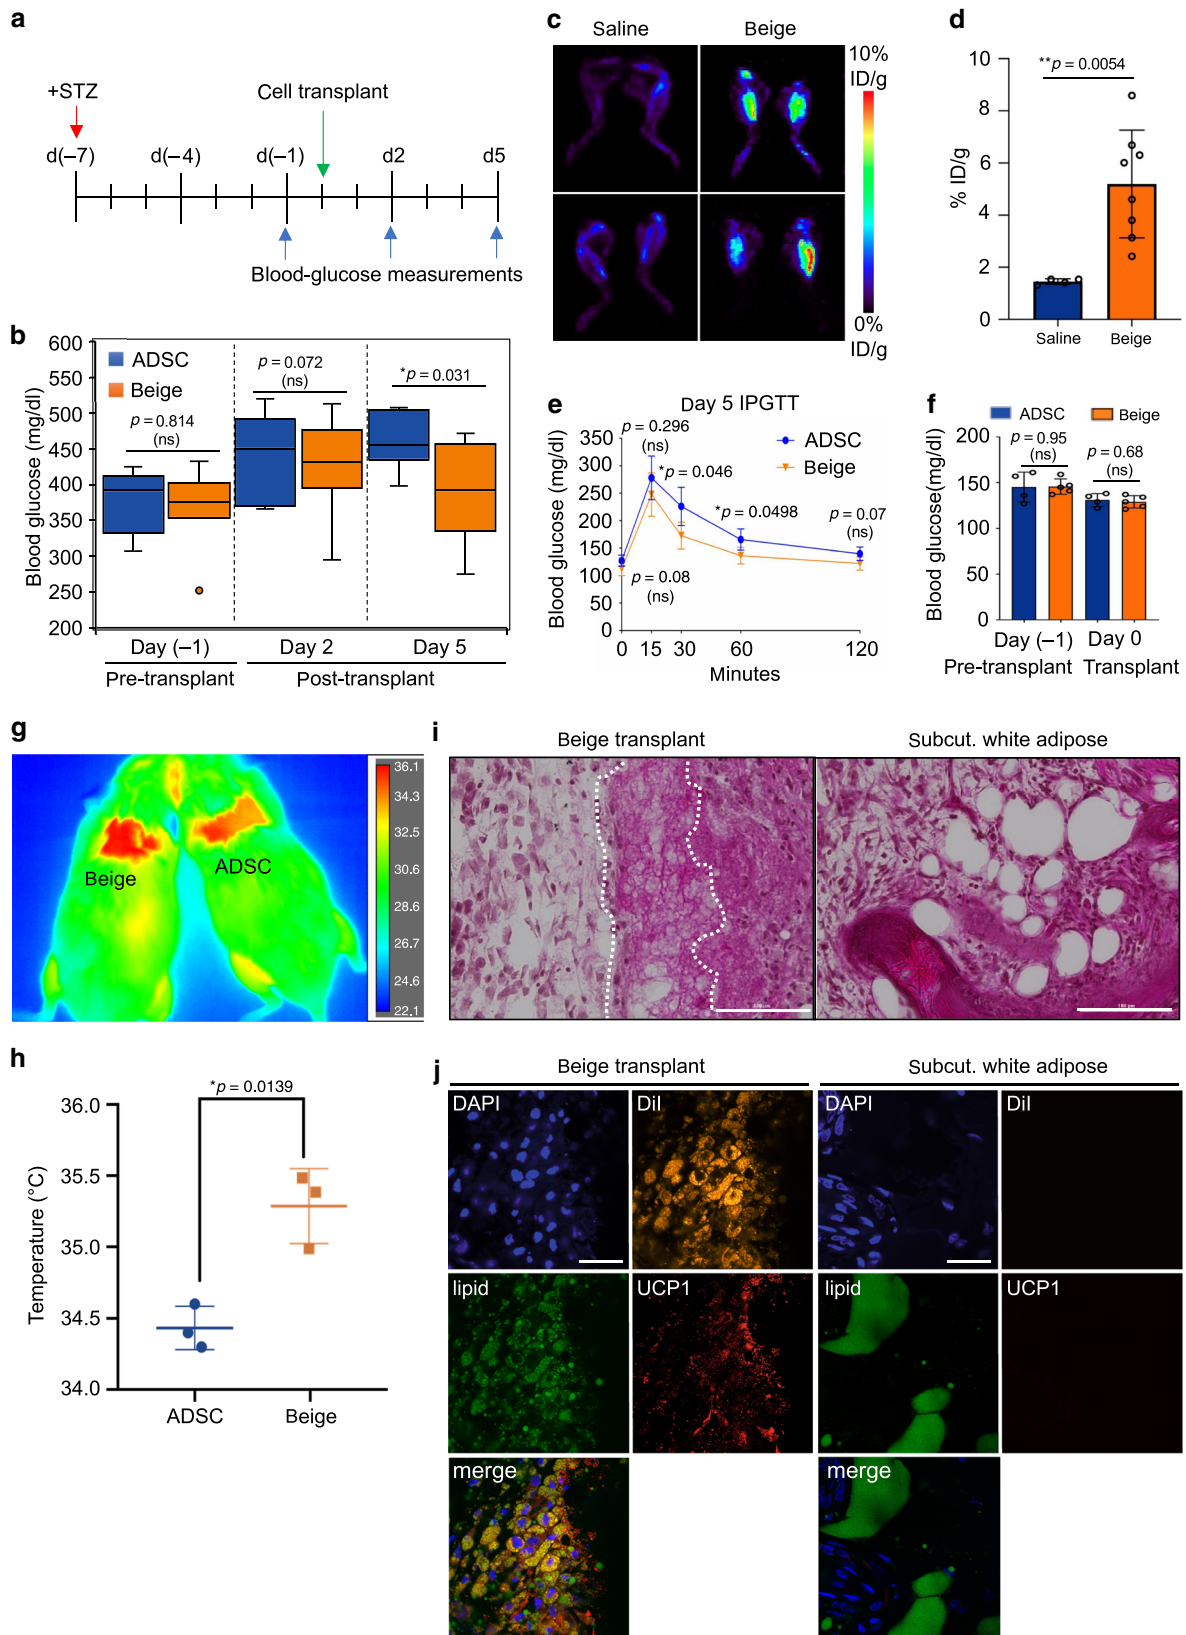 a
+STZ
Cell transplant
d(−7)
d(−4)
d(−1)
d2
d5
Blood-glucose measurements
b
Blood glucose (mg/dl)
600
550
500
450
400
350
300
250
200
ADSC
Beige
p = 0.814
(ns)
p = 0.072
(ns)
*p = 0.031
Day (−1)
Day 2
Day 5
Pre-transplant
Post-transplant
c
Saline
Beige
10%
ID/g
0%
ID/g
d
% ID/g
10
8
6
4
2
0
**p = 0.0054
Saline
Beige
e
Day 5 IPGTT
Blood glucose (mg/dl)
350
300
250
200
150
100
50
0
p = 0.296
(ns)
ADSC
Beige
*p = 0.046
*p = 0.0498
p = 0.07
(ns)
p = 0.08
(ns)
0
15
30
60
120
Minutes
f
ADSC
Beige
Blood glucose(mg/dl)
200
150
100
50
0
p = 0.95
(ns)
p = 0.68
(ns)
Day (−1)
Day 0
Pre-transplant
Transplant
g
Beige
ADSC
36.1
34.3
32.5
30.6
28.6
26.7
24.6
22.1
h
Temperature (°C)
36.0
35.5
35.0
34.5
34.0
*p = 0.0139
ADSC
Beige
i
Beige transplant
Subcut. white adipose
j
Beige transplant
Subcut. white adipose
DAPI
DiI
DAPI
DiI
lipid
UCP1
lipid
UCP1
merge
merge